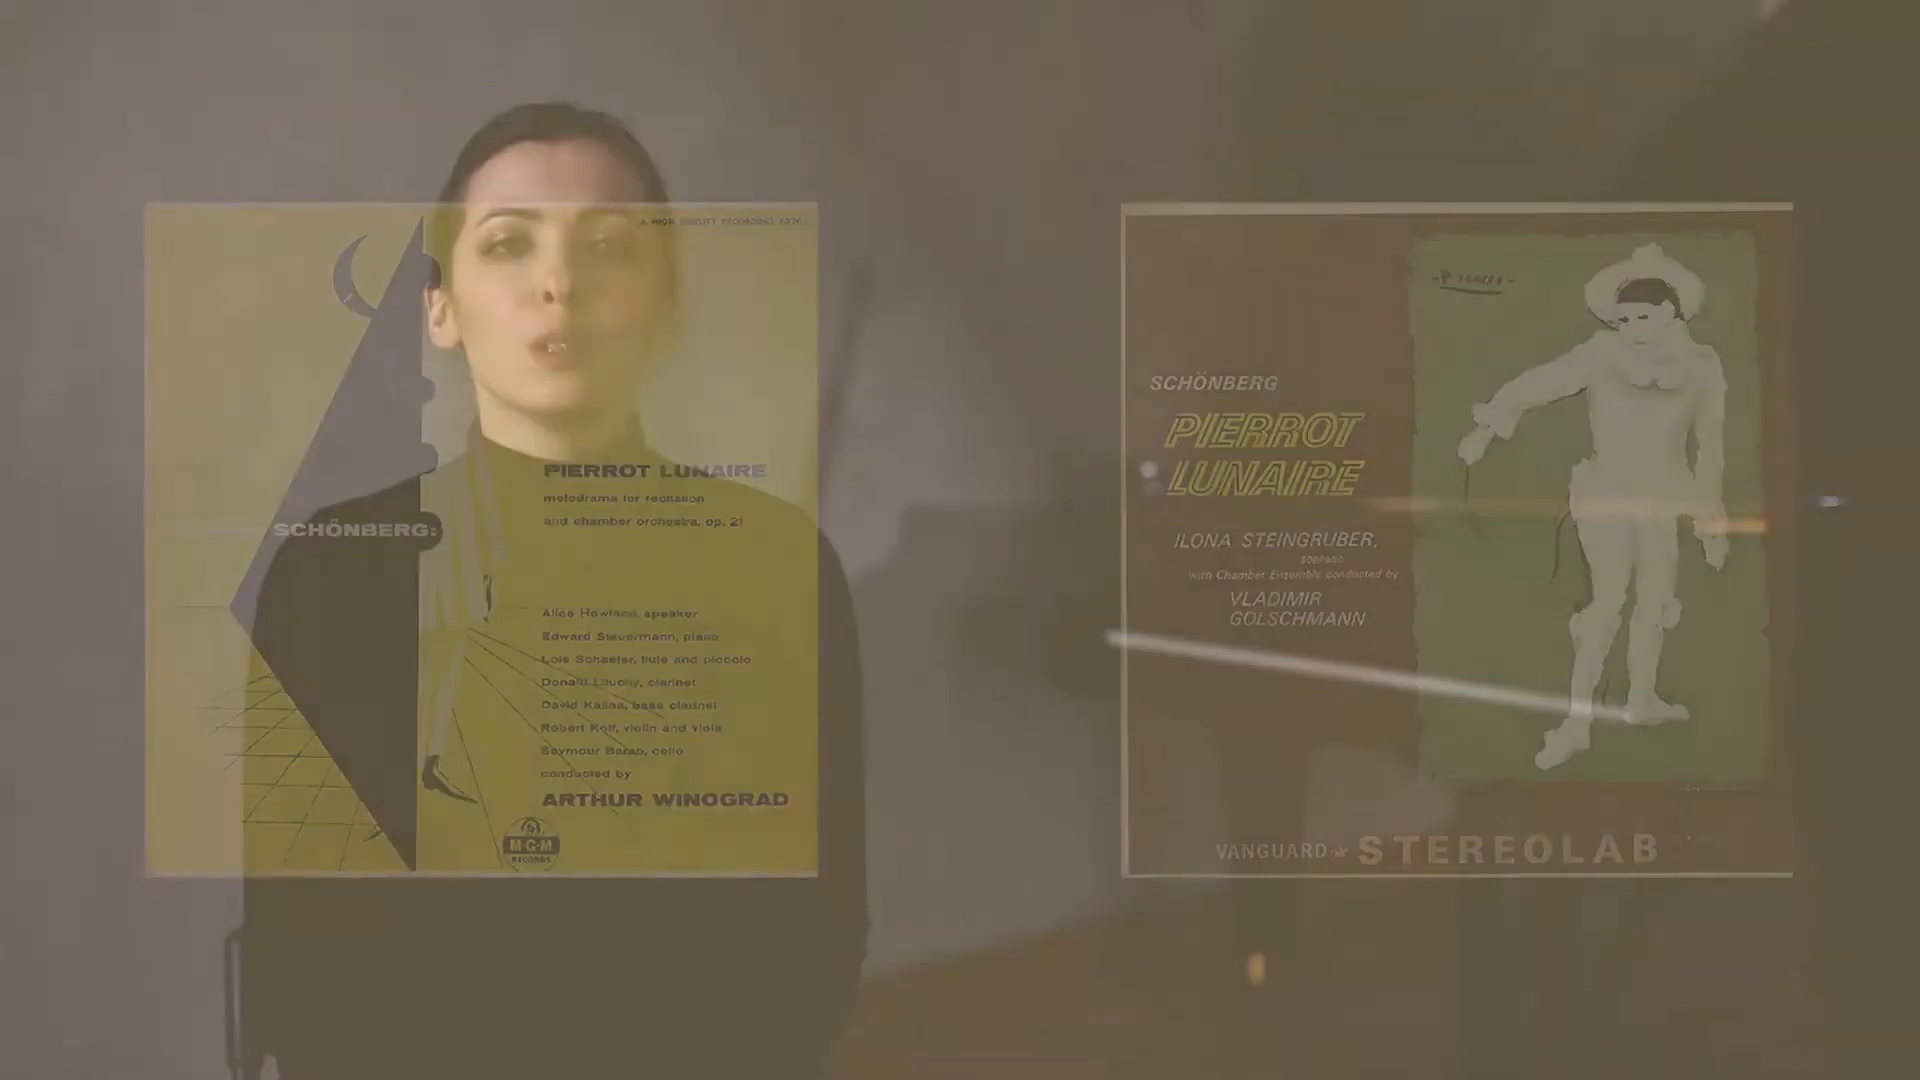 A HIGH FIDELITY RECORDING
SCHÖNBERG:
PIERROT LUNAIRE
melodrama for recitation
and chamber orchestra, op. 21
Alice Howland, speaker
Edward Steuermann, piano
Lois Schaefer, flute and piccolo
Donald clarinet
David Kalina, bass clarinet
Robert Koff, violin and viola
Seymour Barab, cello
conducted by
ARTHUR WINOGRAD
M-G-M
RECORDS
Picasso
SCHÖNBERG
PIERROT
LUNAIRE
ILONA STEINGRUBER,
soprano
with Chamber Ensemble conducted by
VLADIMIR
GOLSCHMANN
VANGUARD STEREOLAB